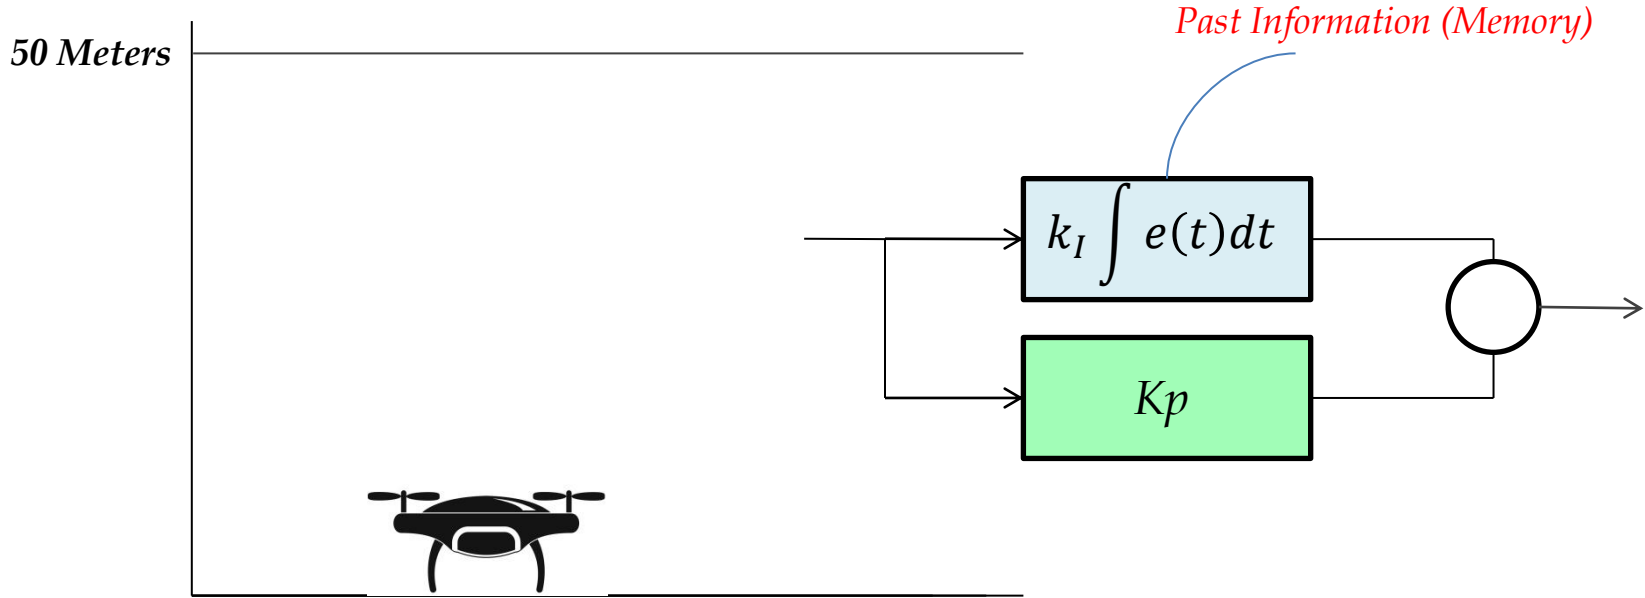 Past Information (Memory)
50 Meters
k_I ∫ e(t)dt
Kp